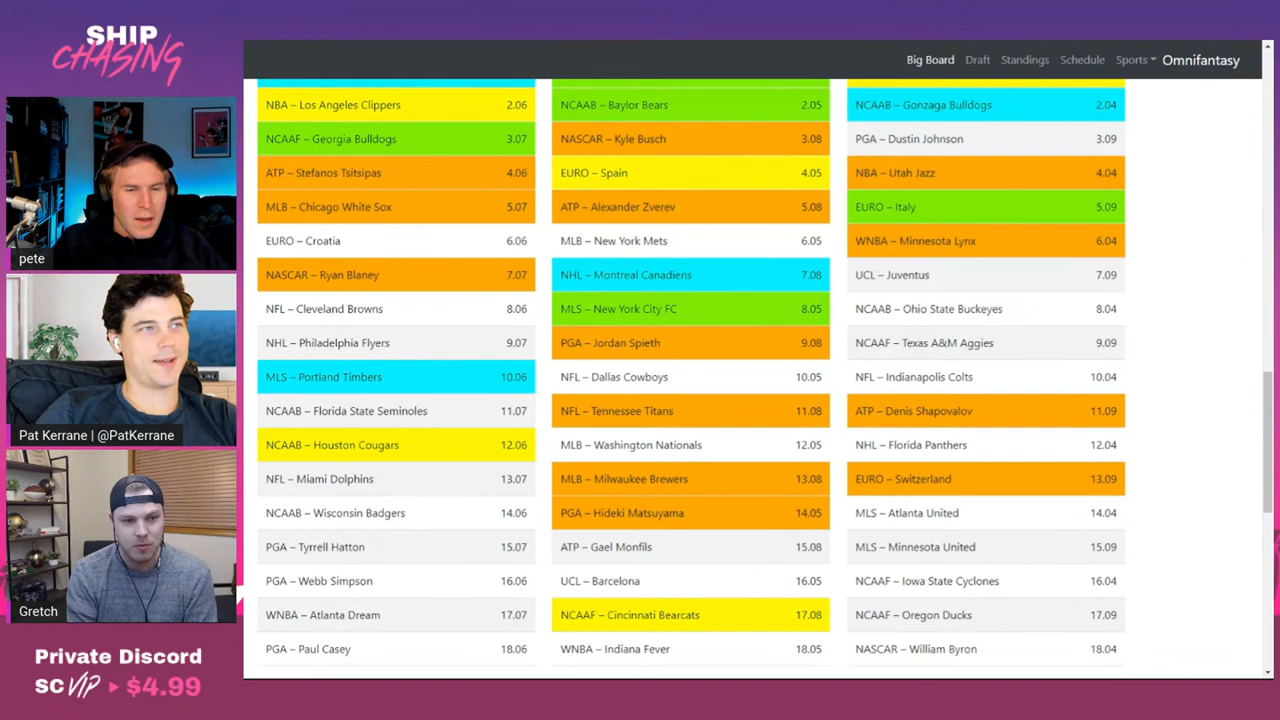 SHIP
CHASING
Big Board Draft Standings Schedule Sports Omnifantasy
NBA – Los Angeles Clippers 2.06
NCAAF – Georgia Bulldogs 3.07
ATP – Stefanos Tsitsipas 4.06
MLB – Chicago White Sox 5.07
EURO – Croatia 6.06
NASCAR – Ryan Blaney 7.07
NFL – Cleveland Browns 8.06
NHL – Philadelphia Flyers 9.07
MLS – Portland Timbers 10.06
NCAAB – Florida State Seminoles 11.07
NCAAB – Houston Cougars 12.06
NFL – Miami Dolphins 13.07
NCAAB – Wisconsin Badgers 14.06
PGA – Tyrrell Hatton 15.07
PGA – Webb Simpson 16.06
WNBA – Atlanta Dream 17.07
PGA – Paul Casey 18.06
NCAAB – Baylor Bears 2.05
NASCAR – Kyle Busch 3.08
EURO – Spain 4.05
ATP – Alexander Zverev 5.08
MLB – New York Mets 6.05
NHL – Montreal Canadiens 7.08
MLS – New York City FC 8.05
PGA – Jordan Spieth 9.08
NFL – Dallas Cowboys 10.05
NFL – Tennessee Titans 11.08
MLB – Washington Nationals 12.05
MLB – Milwaukee Brewers 13.08
PGA – Hideki Matsuyama 14.05
ATP – Gael Monfils 15.08
UCL – Barcelona 16.05
NCAAF – Cincinnati Bearcats 17.08
WNBA – Indiana Fever 18.05
NCAAB – Gonzaga Bulldogs 2.04
PGA – Dustin Johnson 3.09
NBA – Utah Jazz 4.04
EURO – Italy 5.09
WNBA – Minnesota Lynx 6.04
UCL – Juventus 7.09
NCAAB – Ohio State Buckeyes 8.04
NCAAF – Texas A&M Aggies 9.09
NFL – Indianapolis Colts 10.04
ATP – Denis Shapovalov 11.09
NHL – Florida Panthers 12.04
EURO – Switzerland 13.09
MLS – Atlanta United 14.04
MLS – Minnesota United 15.09
NCAAF – Iowa State Cyclones 16.04
NCAAF – Oregon Ducks 17.09
NASCAR – William Byron 18.04
pete
Pat Kerrane | @PatKerrane
Gretch
Private Discord
SC VIP $4.99